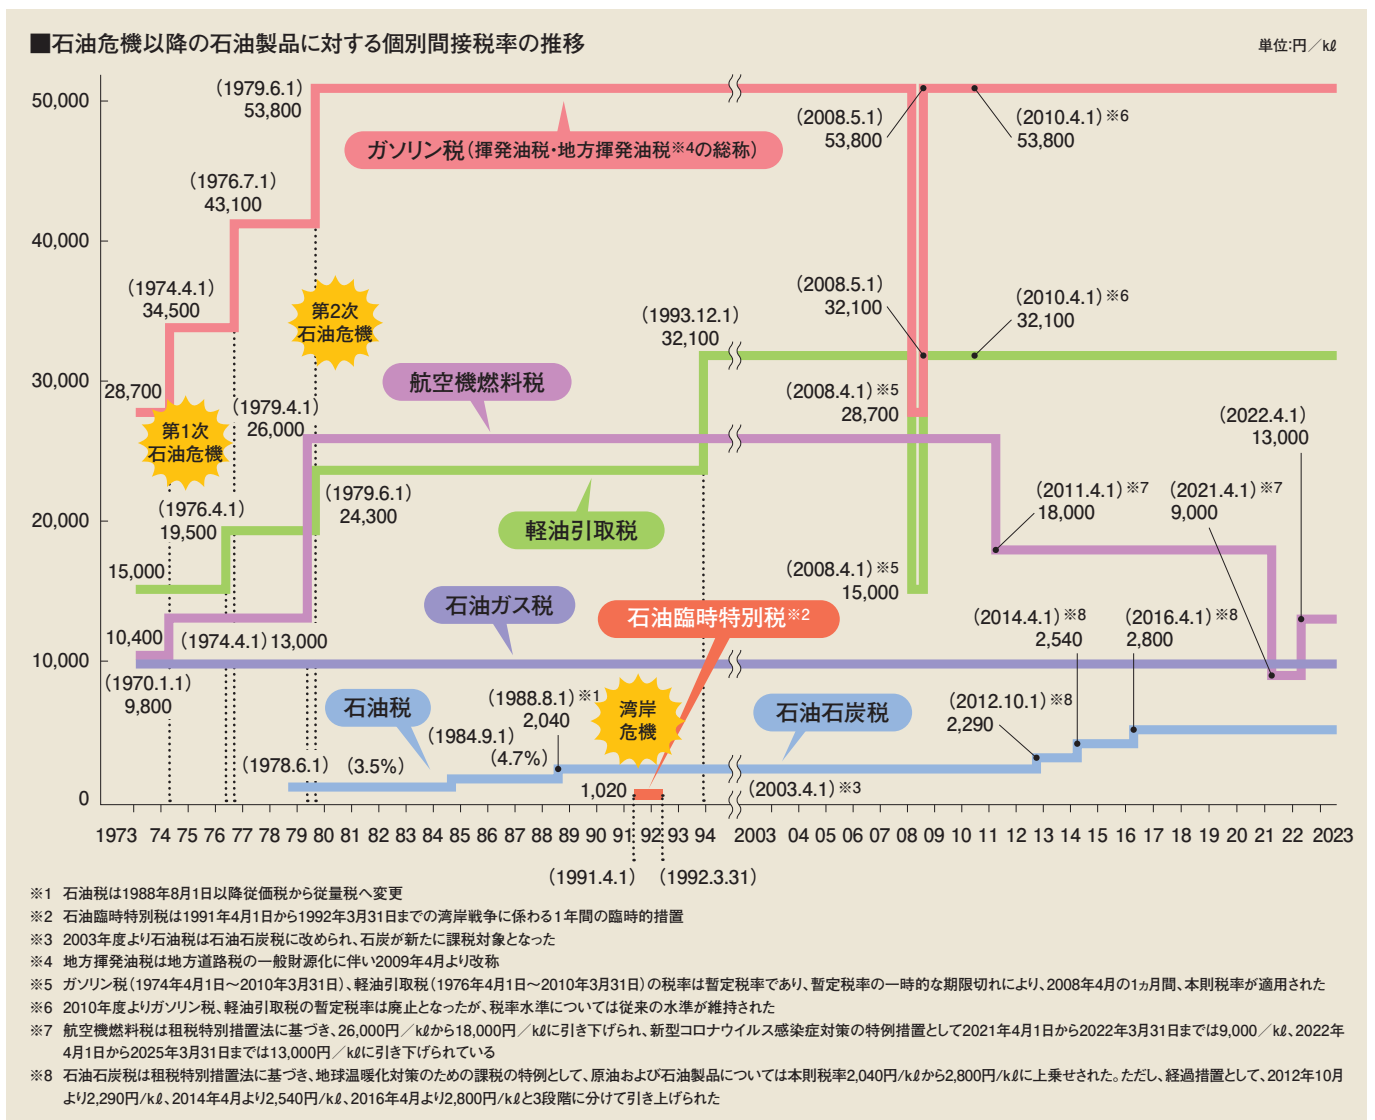 ■石油危機以降の石油製品に対する個別間接税率の推移
単位:円／kℓ
50,000
40,000
30,000
20,000
10,000
0
（1979.6.1）
53,800
（1976.7.1）
43,100
（1974.4.1）
34,500
28,700
ガソリン税（揮発油税・地方揮発油税※4の総称）
（2008.5.1）
53,800
（2010.4.1）※6
53,800
第1次
石油危機
第2次
石油危機
（2008.5.1）
32,100
（2010.4.1）※6
32,100
（1993.12.1）
32,100
航空機燃料税
（1979.4.1）
26,000
（2008.4.1）※5
28,700
（2022.4.1）
13,000
（1976.4.1）
19,500
（1979.6.1）
24,300
軽油引取税
（2011.4.1）※7
18,000
（2021.4.1）※7
9,000
15,000
（2008.4.1）※5
15,000
石油ガス税
石油臨時特別税※2
10,400
（1974.4.1）13,000
（2014.4.1）※8
2,540
（2016.4.1）※8
2,800
（1970.1.1）
9,800
石油税
（1988.8.1）※1
2,040
湾岸
危機
石油石炭税
（2012.10.1）※8
2,290
（1984.9.1）
（4.7%）
（1978.6.1）
（3.5%）
1,020
（2003.4.1）※3
1973 74 75 76 77 78 79 80 81 82 83 84 85 86 87 88 89 90 91 92 93 94 2003 04 05 06 07 08 09 10 11 12 13 14 15 16 17 18 19 20 21 22 2023
（1991.4.1）
（1992.3.31）
※1 石油税は1988年8月1日以降従価税から従量税へ変更
※2 石油臨時特別税は1991年4月1日から1992年3月31日までの湾岸戦争に係わる1年間の臨時的措置
※3 2003年度より石油税は石油石炭税に改められ、石炭が新たに課税対象となった
※4 地方揮発油税は地方道路税の一般財源化に伴い2009年4月より改称
※5 ガソリン税（1974年4月1日～2010年3月31日）、軽油引取税（1976年4月1日～2010年3月31日）の税率は暫定税率であり、暫定税率の一時的な期限切れにより、2008年4月の1ヵ月間、本則税率が適用された
※6 2010年度よりガソリン税、軽油引取税の暫定税率は廃止となったが、税率水準については従来の水準が維持された
※7 航空機燃料税は租税特別措置法に基づき、26,000円／kℓから18,000円／kℓに引き下げられ、新型コロナウイルス感染症対策の特例措置として2021年4月1日から2022年3月31日までは9,000／kℓ、2022年
4月1日から2025年3月31日までは13,000円／kℓに引き下げられている
※8 石油石炭税は租税特別措置法に基づき、地球温暖化対策のための課税の特例として、原油および石油製品については本則税率2,040円/kℓから2,800円/kℓに上乗せされた。ただし、経過措置として、2012年10月
より2,290円/kℓ、2014年4月より2,540円/kℓ、2016年4月より2,800円/kℓと3段階に分けて引き上げられた